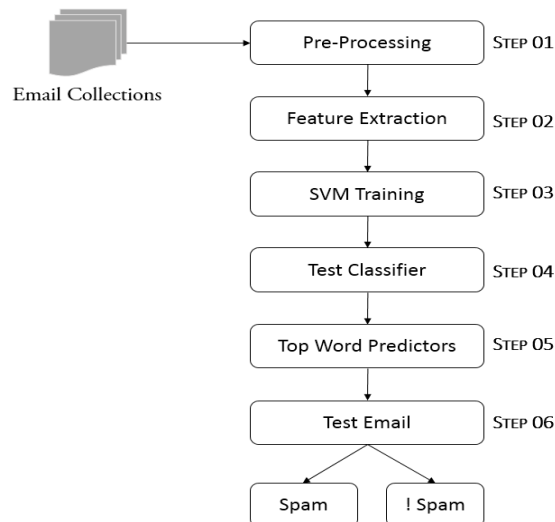 Pre-Processing STEP 01
Email Collections
Feature Extraction STEP 02
SVM Training STEP 03
Test Classifier STEP 04
Top Word Predictors STEP 05
Test Email STEP 06
Spam ! Spam